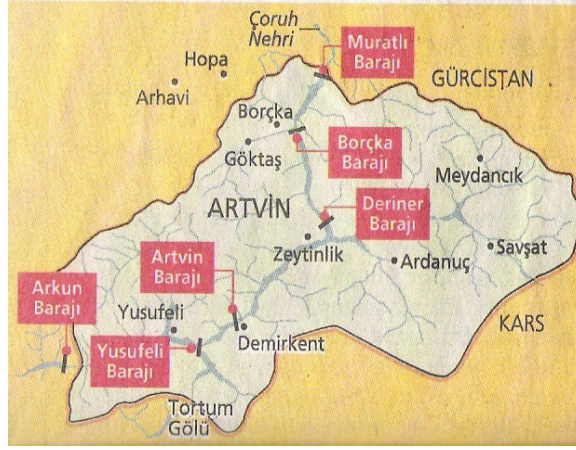 Çoruh
Nehri
Muratlı
Barajı
Hopa
GÜRCİSTAN
Arhavi
Borçka
Borçka
Barajı
Göktaş
Meydancık
ARTVİN
Deriner
Barajı
Zeytinlik
Savşat
Ardanuç
Artvin
Barajı
Arkun
Barajı
Yusufeli
KARS
Demirkent
Yusufeli
Barajı
Tortum
Gölü